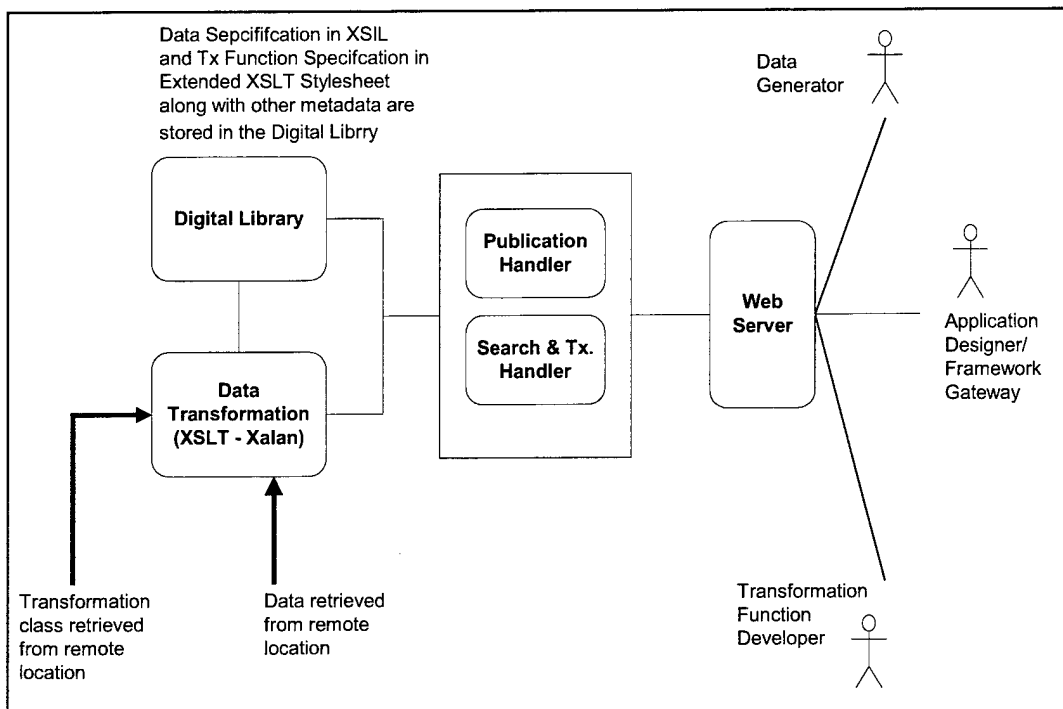 Data Sepcififcation in XSIL
and Tx Function Specifcation in
Extended XSLT Stylesheet
along with other metadata are
stored in the Digital Librry
Data
Generator
Digital Library
Publication
Handler
Web
Server
Search & Tx.
Handler
Application
Designer/
Framework
Gateway
Data
Transformation
(XSLT - Xalan)
Transformation
class retrieved
from remote
location
Data retrieved
from remote
location
Transformation
Function
Developer